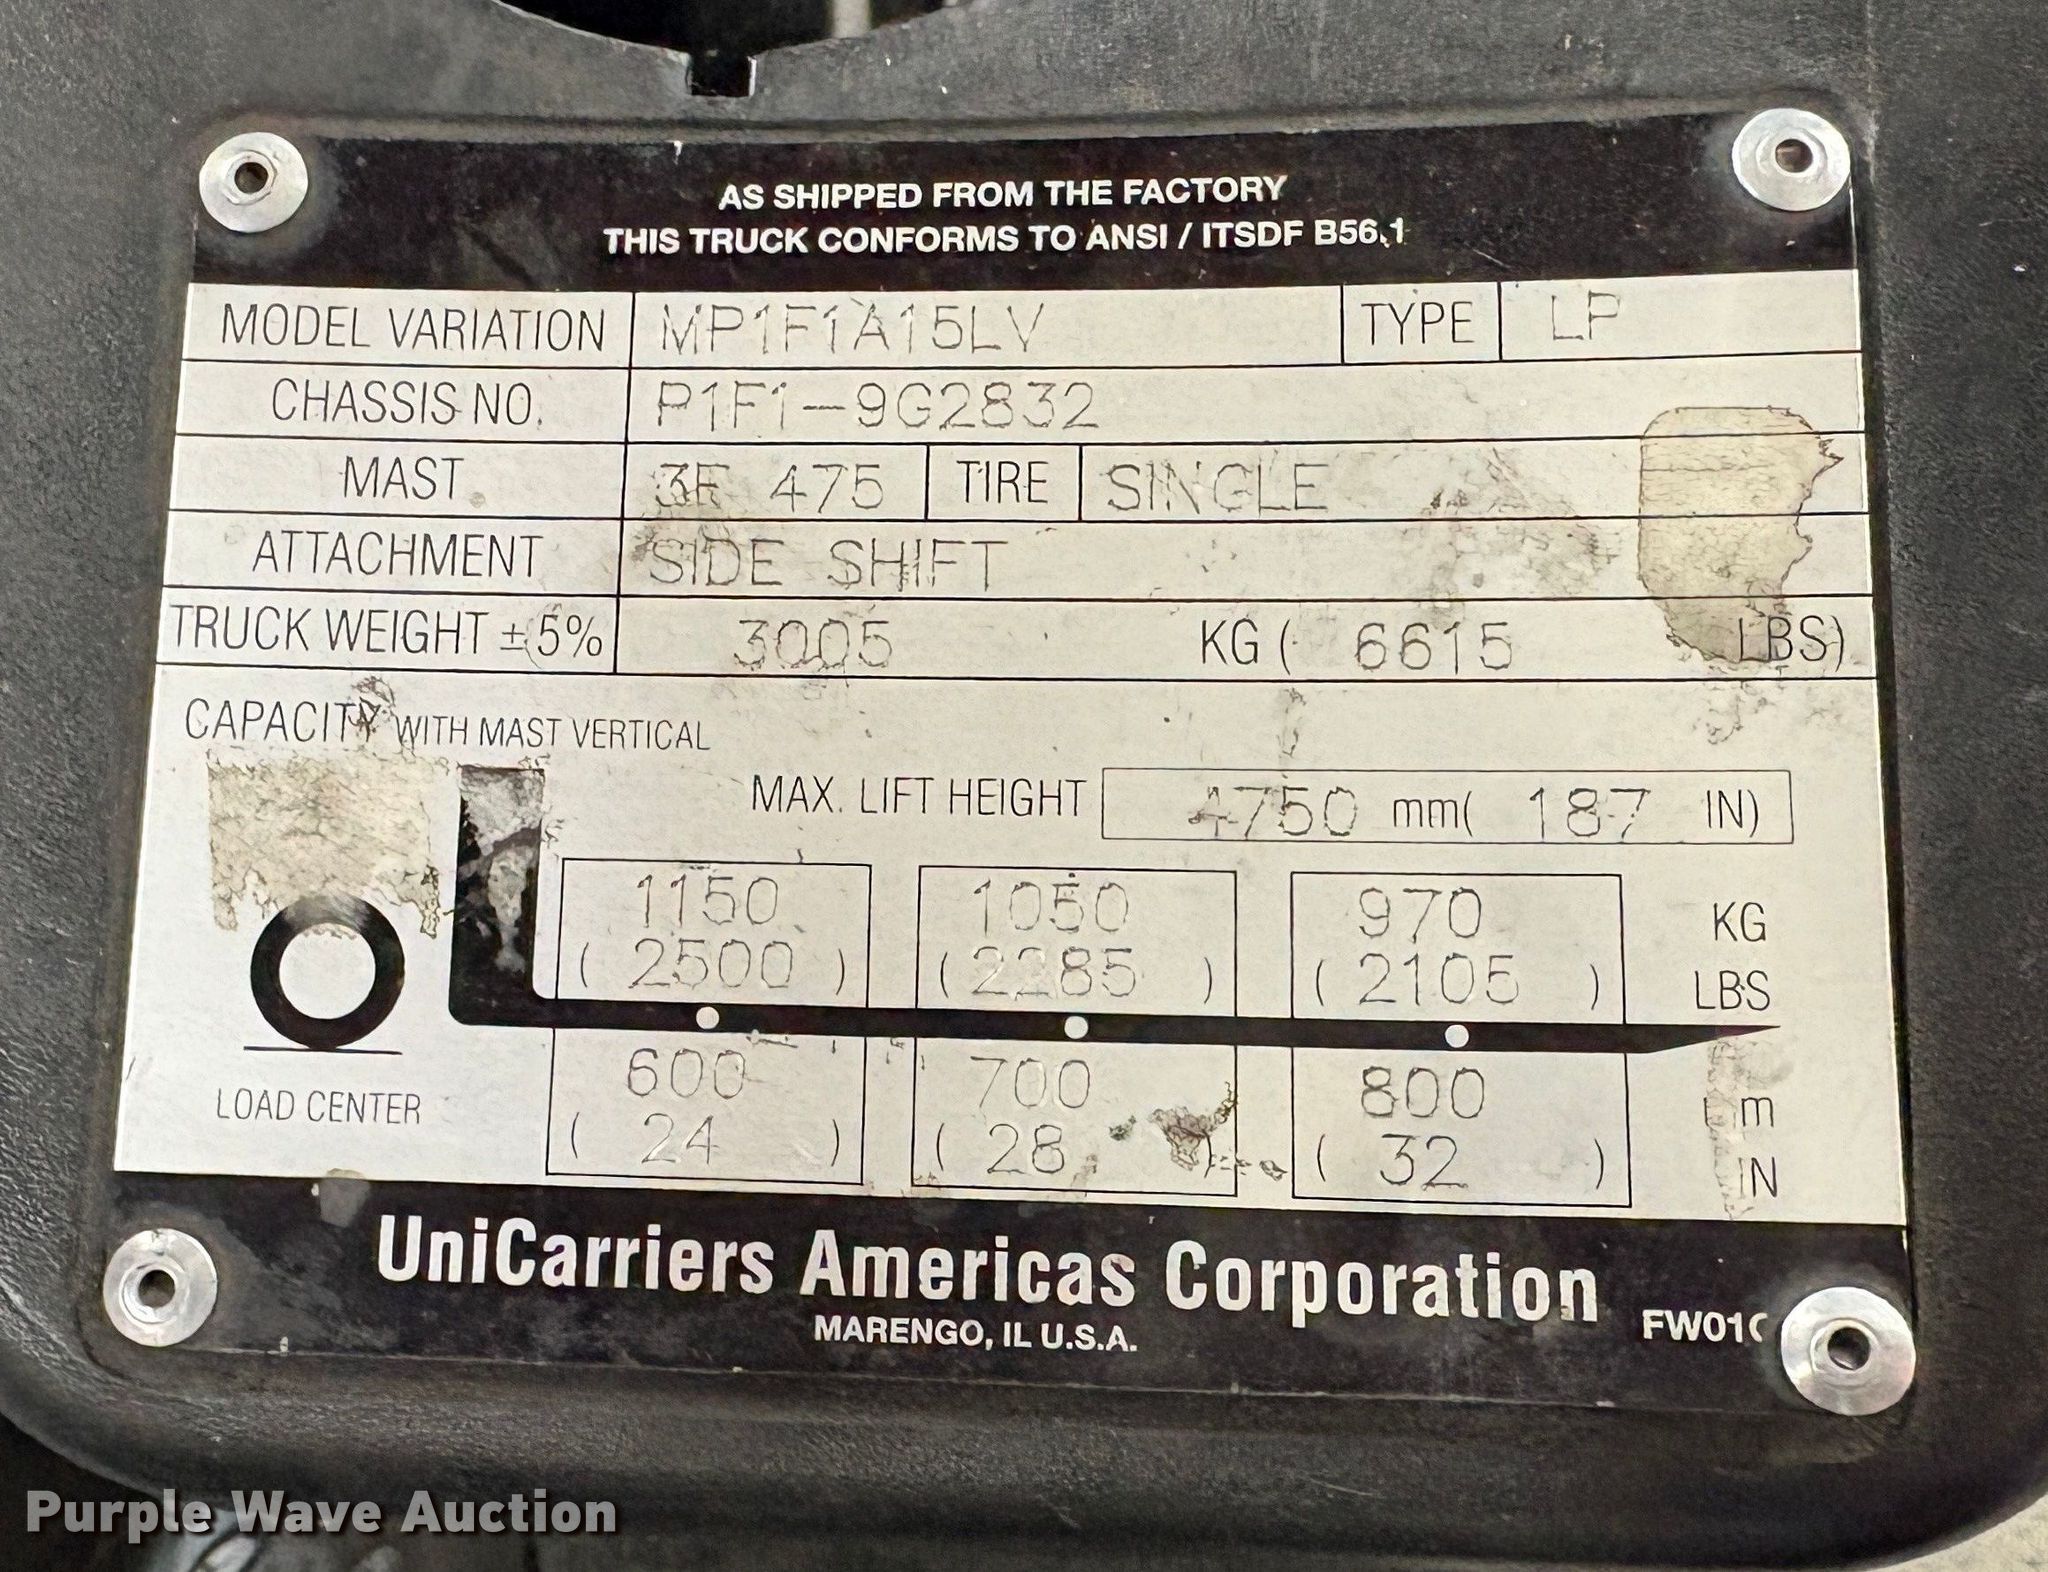 AS SHIPPED FROM THE FACTORY
THIS TRUCK CONFORMS TO ANSI / ITSDF B56.1
MODEL VARIATION MP1F1A15LV TYPE LP
CHASSIS NO. P1F1-9G2832
MAST 3F 475 TIRE SINGLE
ATTACHMENT SIDE SHIFT
TRUCK WEIGHT ±5% 3005 KG ( 6615 LBS)
CAPACITY WITH MAST VERTICAL
MAX. LIFT HEIGHT 4750 mm( 187 IN)
1150 1050 970 KG
( 2500 ) ( 2285 ) ( 2105 ) LBS
600 700 800
LOAD CENTER
( 24 ) ( 28 ) ( 32 ) IN
UniCarriers Americas Corporation
MARENGO, IL U.S.A.
Purple Wave Auction